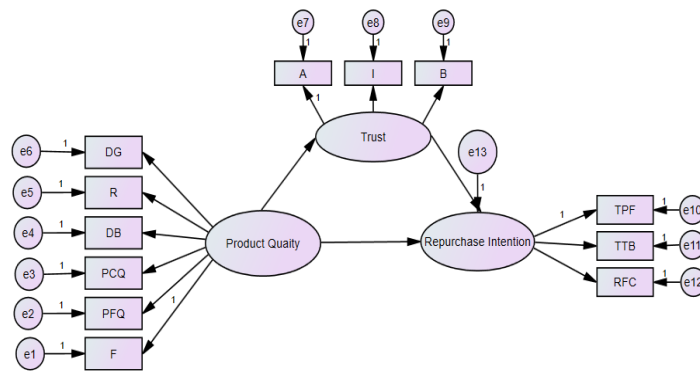 e7
e8
e9
1
1
1
A
I
B
1
Trust
e6
1
DG
e13
e5
1
R
1
e4
1
DB
Product Quaity
Repurchase Intention
1
TPF
1
e10
TTB
1
e11
RFC
1
e12
e3
1
PCQ
e2
1
PFQ
1
e1
1
F